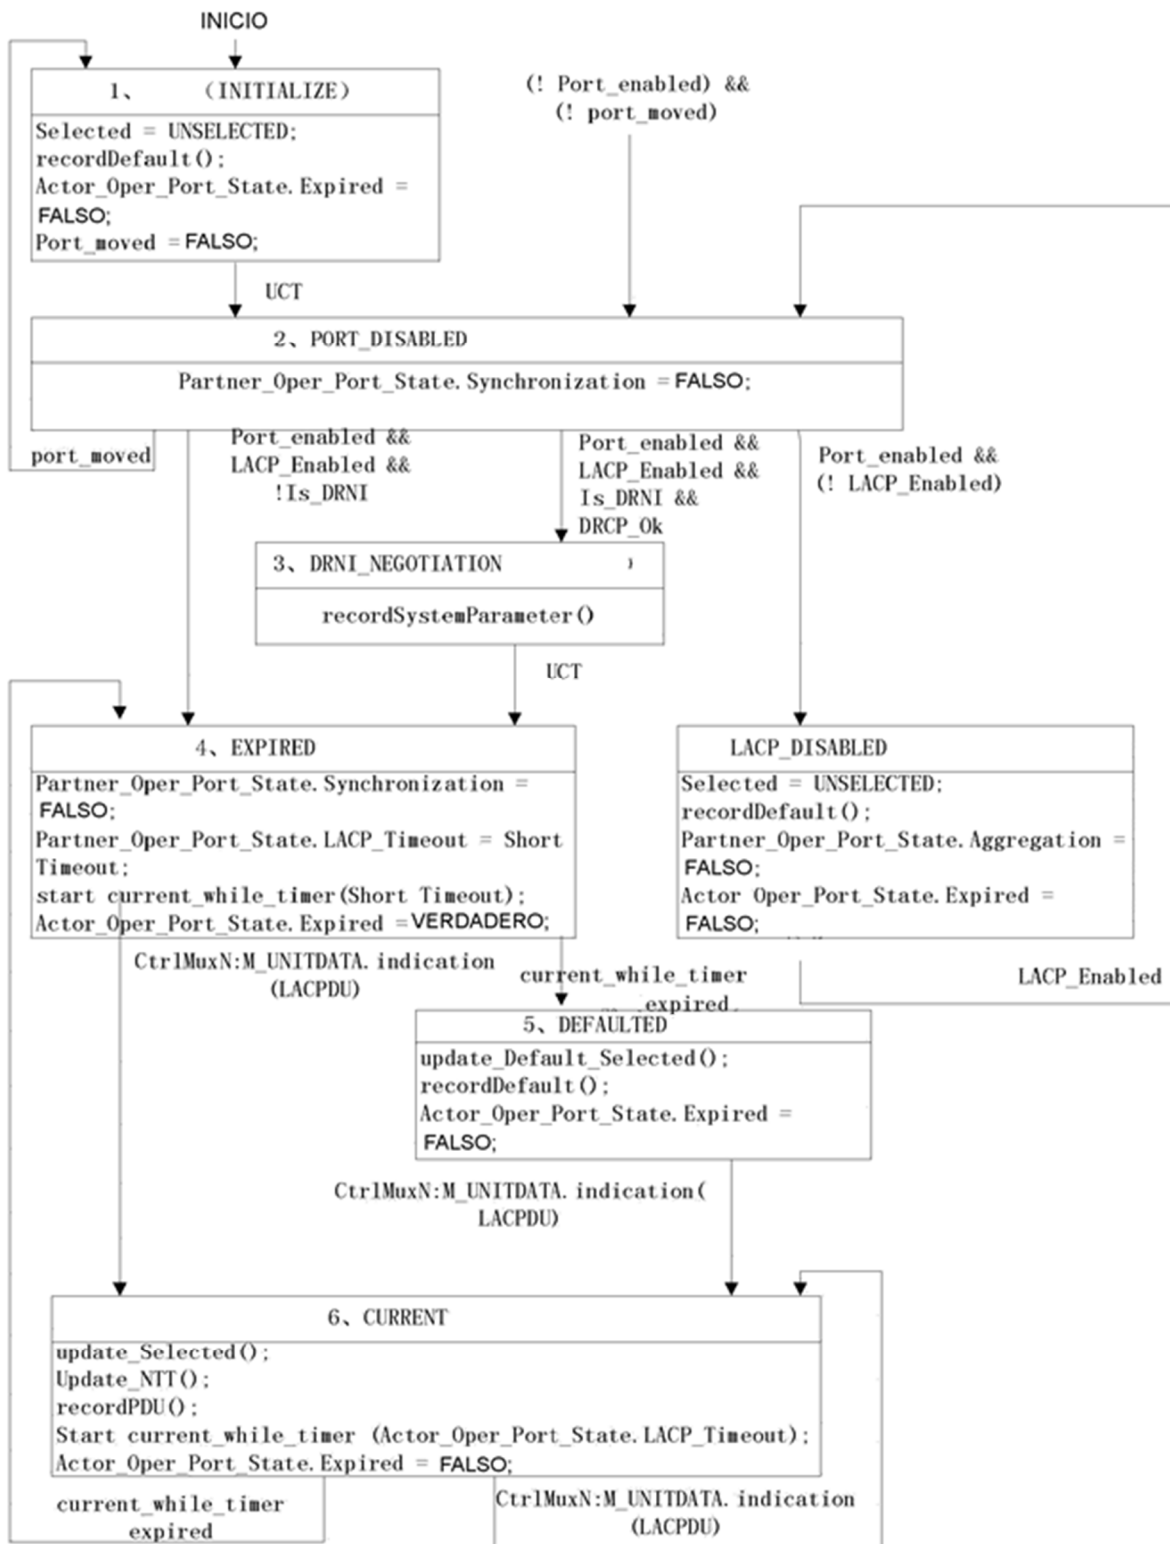 INICIO
1、 (INITIALIZE)
Selected = UNSELECTED;
recordDefault();
Actor_Oper_Port_State.Expired =
FALSO;
Port_moved = FALSO;
(! Port_enabled) &&
(! port_moved)
UCT
2、PORT_DISABLED
Partner_Oper_Port_State.Synchronization = FALSO;
port_moved
Port_enabled &&
LACP_Enabled &&
!Is_DRNI
Port_enabled &&
LACP_Enabled &&
Is_DRNI &&
DRCP_Ok
Port_enabled &&
(! LACP_Enabled)
3、DRNI_NEGOTIATION )
recordSystemParameter()
UCT
4、EXPIRED
Partner_Oper_Port_State.Synchronization =
FALSO;
Partner_Oper_Port_State.LACP_Timeout = Short
Timeout;
start current_while_timer(Short Timeout);
Actor_Oper_Port_State.Expired =VERDADERO;
LACP_DISABLED
Selected = UNSELECTED;
recordDefault();
Partner_Oper_Port_State.Aggregation =
FALSO;
Actor Oper_Port_State.Expired =
FALSO;
CtrlMuxN:M_UNITDATA.indication
(LACPDU)
current_while_timer
expired
LACP_Enabled
5、DEFAULTED
update_Default_Selected();
recordDefault();
Actor_Oper_Port_State.Expired =
FALSO;
CtrlMuxN:M_UNITDATA.indication(
LACPDU)
6、CURRENT
update_Selected();
Update_NTT();
recordPDU();
Start current_while_timer (Actor_Oper_Port_State.LACP_Timeout);
Actor_Oper_Port_State.Expired = FALSO;
current_while_timer
expired
CtrlMuxN:M_UNITDATA.indication
(LACPDU)